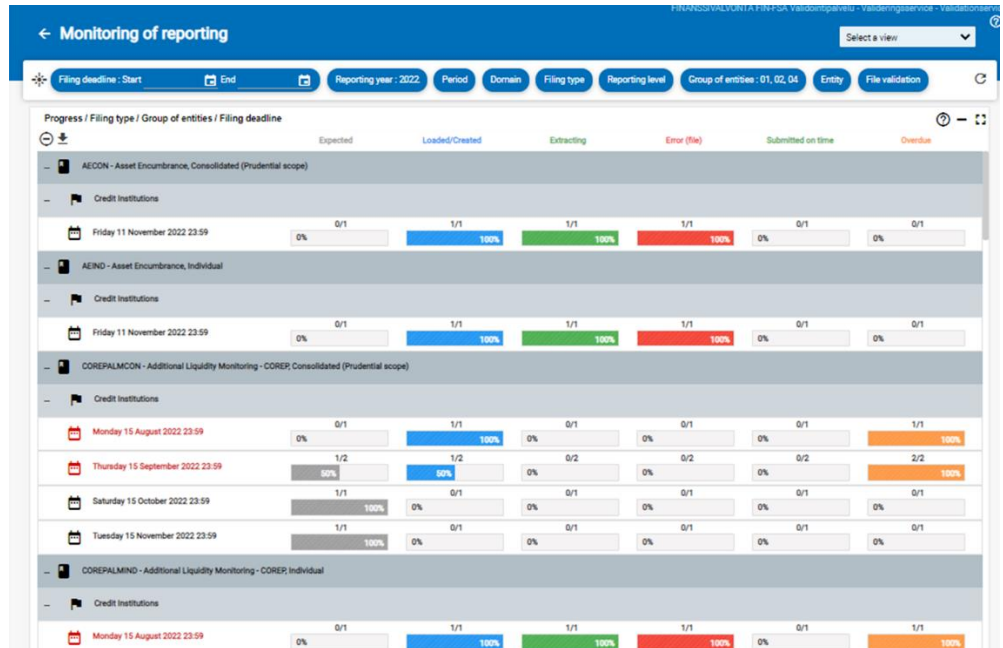 FINANSSIVALVONTA FIN-FSA Validointipalvelu - Valideringsservice - Validationservice
← Monitoring of reporting
Select a view
Filing deadline : Start End Reporting year : 2022 Period Domain Filing type Reporting level Group of entities : 01, 02, 04 Entity File validation
Progress / Filing type / Group of entities / Filing deadline
Expected Loaded/Created Extracting Error (file) Submitted on time Overdue
AECON - Asset Encumbrance, Consolidated (Prudential scope)
Credit Institutions
0/1 1/1 1/1 1/1 0/1 0/1
Friday 11 November 2022 23:59
0% 100% 100% 100% 0% 0%
AEIND - Asset Encumbrance, Individual
Credit Institutions
0/1 1/1 1/1 1/1 0/1 0/1
Friday 11 November 2022 23:59
0% 100% 100% 100% 0% 0%
COREPALMCON - Additional Liquidity Monitoring - COREP, Consolidated (Prudential scope)
Credit Institutions
0/1 1/1 0/1 0/1 0/1 1/1
Monday 15 August 2022 23:59
0% 100% 0% 0% 0% 100%
1/2 1/2 0/2 0/2 0/2 2/2
Thursday 15 September 2022 23:59
50% 50% 0% 0% 0% 100%
1/1 0/1 0/1 0/1 0/1 0/1
Saturday 15 October 2022 23:59
100% 0% 0% 0% 0% 0%
1/1 0/1 0/1 0/1 0/1 0/1
Tuesday 15 November 2022 23:59
100% 0% 0% 0% 0% 0%
COREPALMIND - Additional Liquidity Monitoring - COREP, Individual
Credit Institutions
0/1 1/1 1/1 1/1 0/1 1/1
Monday 15 August 2022 23:59
0% 100% 100% 100% 0% 100%